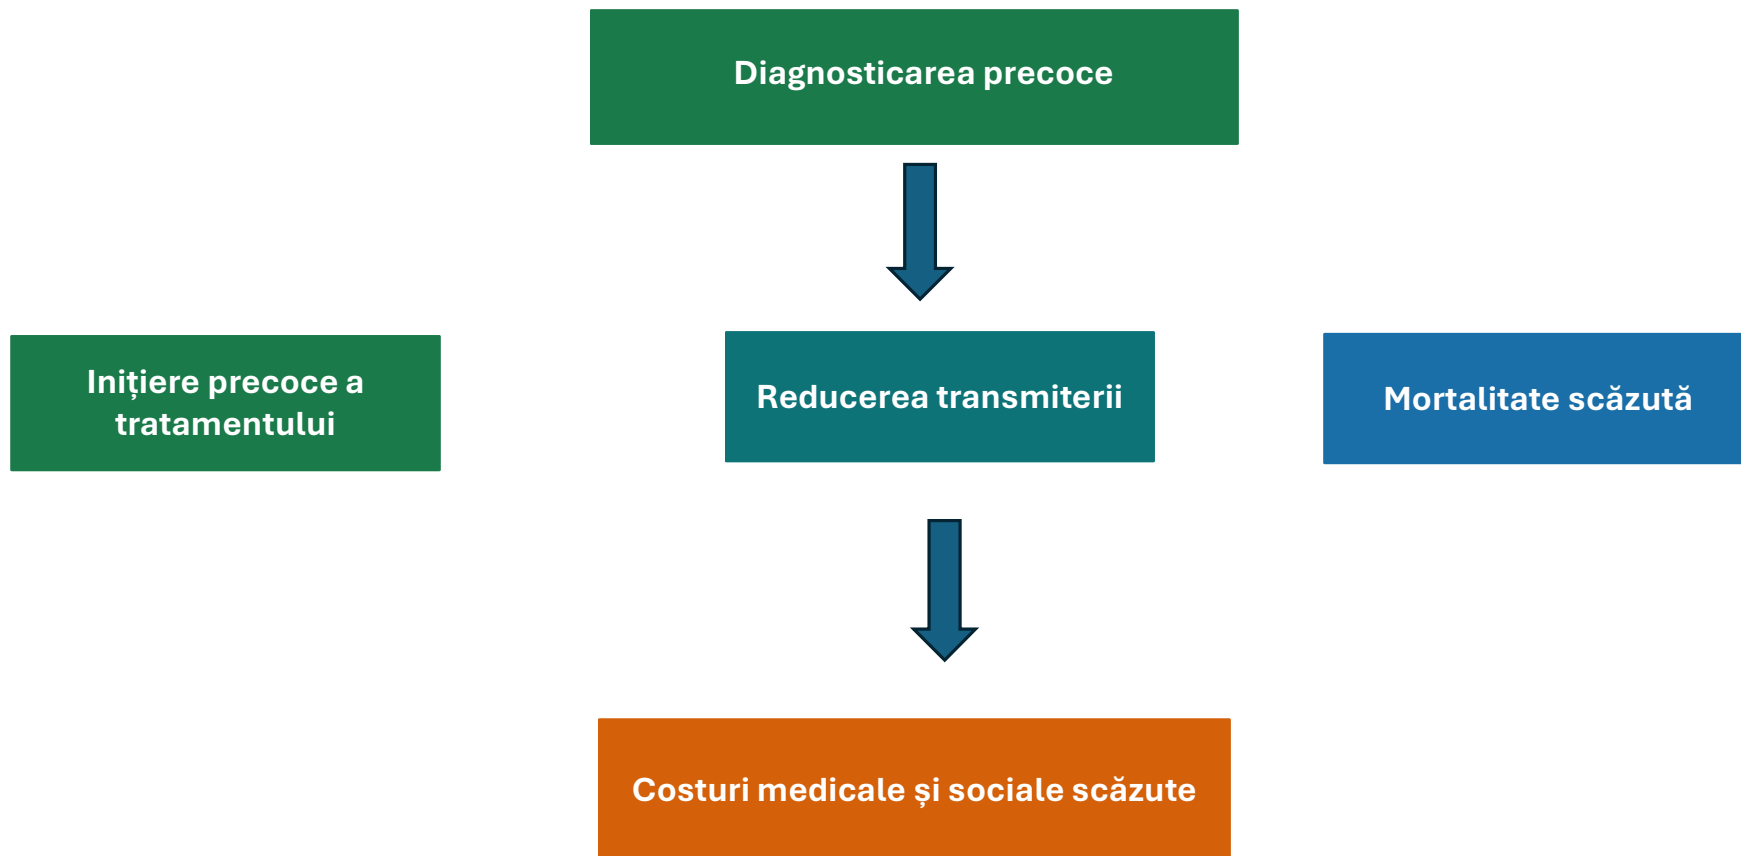 Diagnosticarea precoce
Inițiere precoce a
tratamentului
Reducerea transmiterii
Mortalitate scăzută
Costuri medicale și sociale scăzute